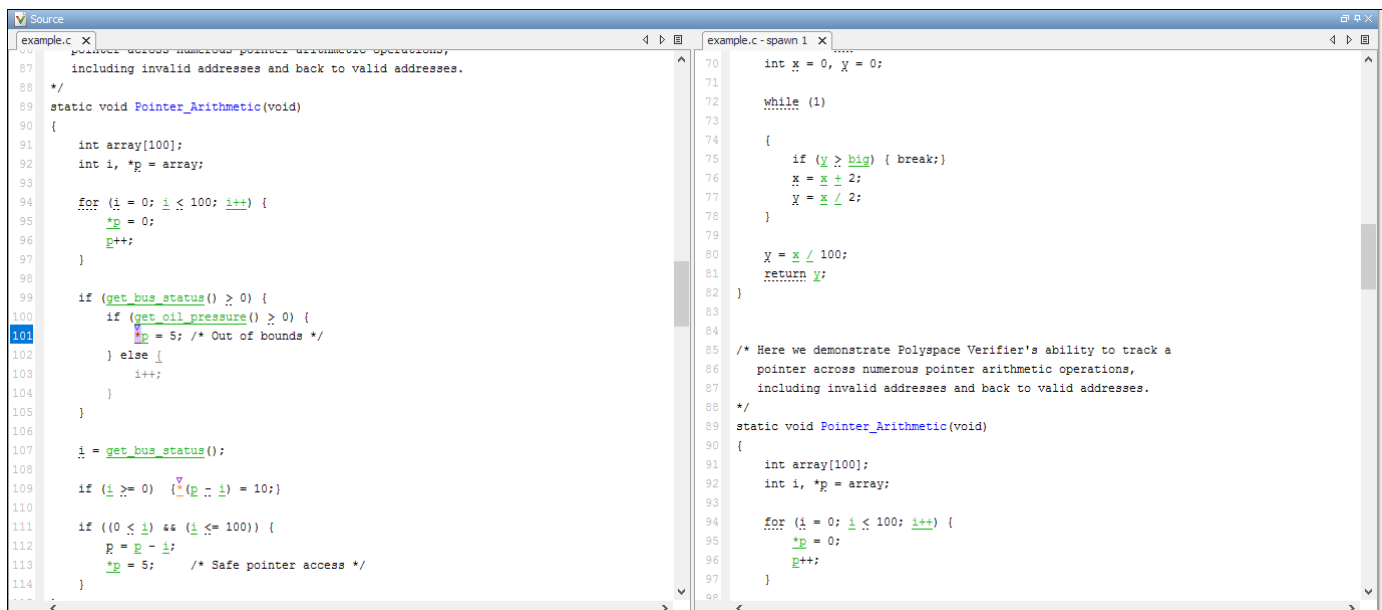 Source
example.c
pointer across numerous pointer arithmetic operations,
87 including invalid addresses and back to valid addresses.
88 */
89 static void Pointer_Arithmetic(void)
90 {
91 int array[100];
92 int i, *p = array;
93
94 for (i = 0; i < 100; i++) {
95 *p = 0;
96 p++;
97 }
98
99 if (get_bus_status() > 0) {
100 if (get_oil_pressure() > 0) {
101 *p = 5; /* Out of bounds */
102 } else {
103 i++;
104 }
105 }
106
107 i = get_bus_status();
108
109 if (i >= 0) {*(p - i) = 10;}
110
111 if ((0 < i) && (i <= 100)) {
112 p = p - i;
113 *p = 5; /* Safe pointer access */
114 }
example.c - spawn 1
70 int x = 0, y = 0;
71
72 while (1)
73
74 {
75 if (y > big) { break;}
76 x = x + 2;
77 y = x / 2;
78 }
79
80 y = x / 100;
81 return y;
82 }
83
84
85 /* Here we demonstrate Polyspace Verifier's ability to track a
86 pointer across numerous pointer arithmetic operations,
87 including invalid addresses and back to valid addresses.
88 */
89 static void Pointer_Arithmetic(void)
90 {
91 int array[100];
92 int i, *p = array;
93
94 for (i = 0; i < 100; i++) {
95 *p = 0;
96 p++;
97 }
98